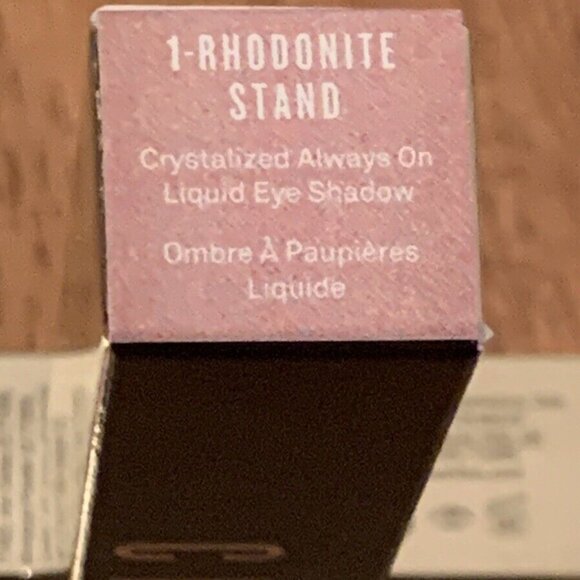 1-RHODONITE
STAND
Crystalized Always On
Liquid Eye Shadow
Ombre À Paupières
Liquide